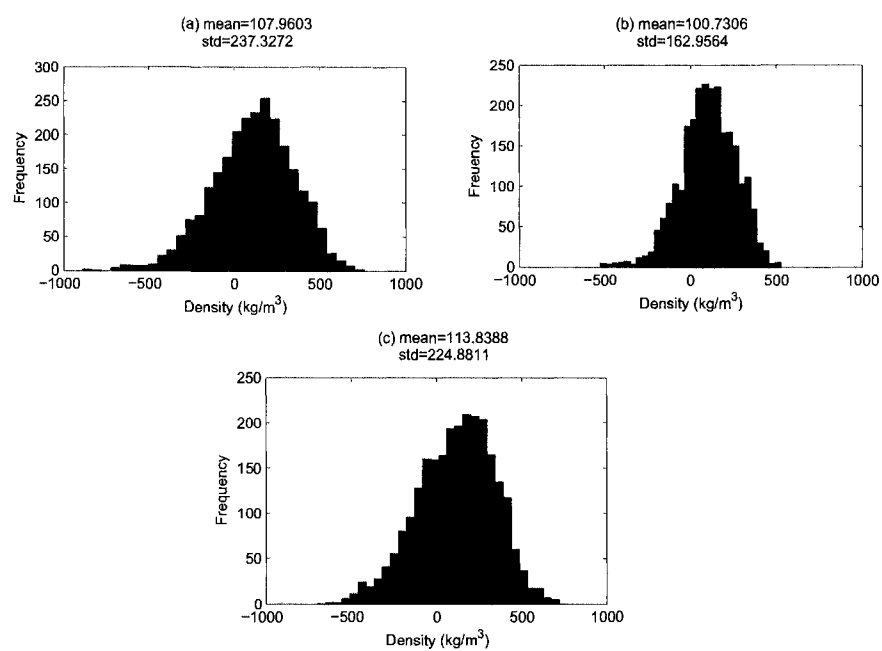 (a) mean=107.9603
std=237.3272
300
250
200
150
100
50
0
Frequency
−1000
−500
0
500
1000
Density (kg/m³)
(b) mean=100.7306
std=162.9564
250
200
150
100
50
0
Freuency
−1000
−500
0
500
1000
Density (kg/m³)
(c) mean=113.8388
std=224.8811
250
200
150
100
50
0
Frequency
−1000
−500
0
500
1000
Density (kg/m³)